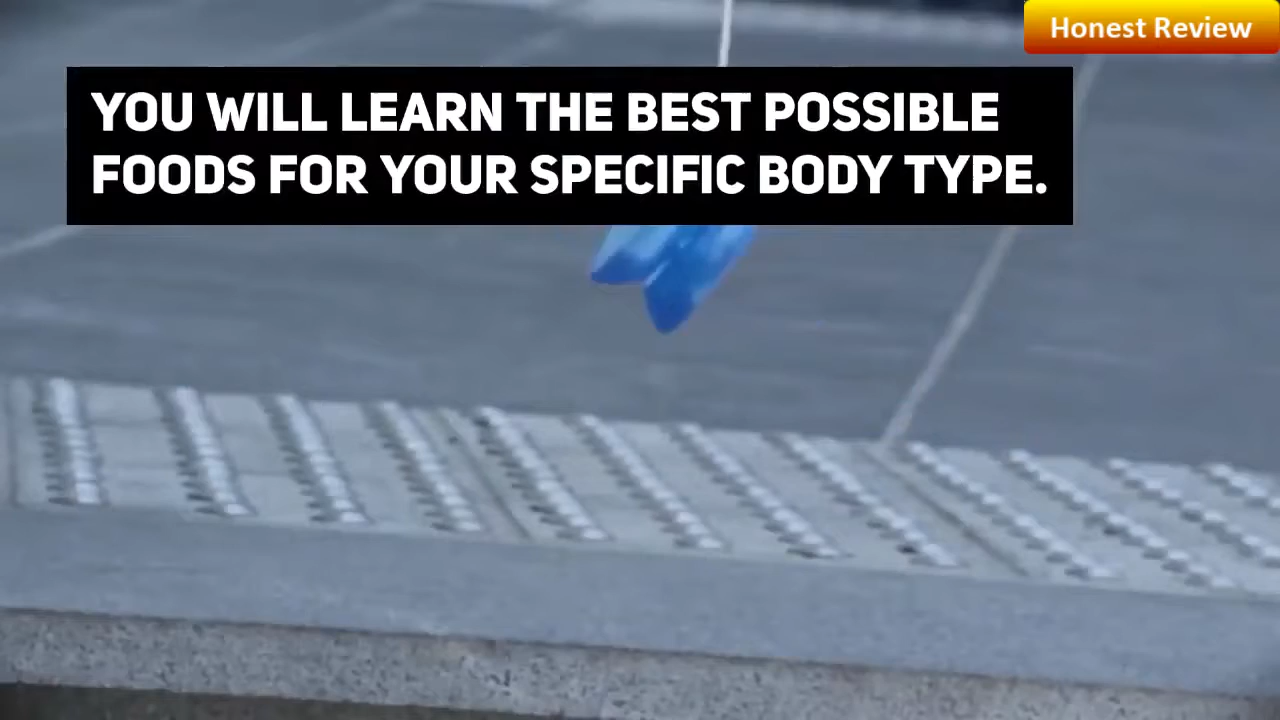 Honest Review
YOU WILL LEARN THE BEST POSSIBLE
FOODS FOR YOUR SPECIFIC BODY TYPE.